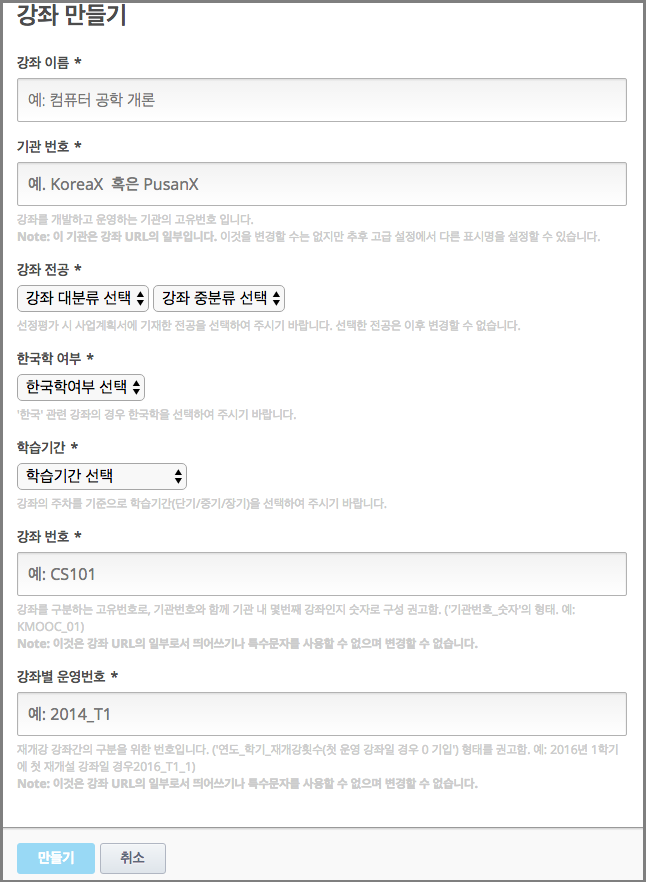 강좌 만들기
강좌 이름 *
예: 컴퓨터 공학 개론
기관 번호 *
예. KoreaX 혹은 PusanX
강좌를 개발하고 운영하는 기관의 고유번호 입니다.
Note: 이 기관은 강좌 URL의 일부입니다. 이것을 변경할 수는 없지만 추후 고급 설정에서 다른 표시명을 설정할 수 있습니다.
강좌 전공 *
강좌 대분류 선택 강좌 중분류 선택
선정평가 시 사업계획서에 기재한 전공을 선택하여 주시기 바랍니다. 선택한 전공은 이후 변경할 수 없습니다.
한국학 여부 *
한국학여부 선택
'한국' 관련 강좌의 경우 한국학을 선택하여 주시기 바랍니다.
학습기간 *
학습기간 선택
강좌의 주차를 기준으로 학습기간(단기/중기/장기)을 선택하여 주시기 바랍니다.
강좌 번호 *
예: CS101
강좌를 구분하는 고유번호로, 기관번호와 함께 기관 내 몇번째 강좌인지 숫자로 구성 권고함. ('기관번호_숫자'의 형태. 예:
KMOOC_01)
Note: 이것은 강좌 URL의 일부로서 띄어쓰기나 특수문자를 사용할 수 없으며 변경할 수 없습니다.
강좌별 운영번호 *
예: 2014_T1
재개강 강좌간의 구분을 위한 번호입니다. ('연도_학기_재개강횟수(첫 운영 강좌일 경우 0 기입') 형태를 권고함. 예: 2016년 1학기
에 첫 재개설 강좌일 경우2016_T1_1)
Note: 이것은 강좌 URL의 일부로서 띄어쓰기나 특수문자를 사용할 수 없으며 변경할 수 없습니다.
만들기 취소